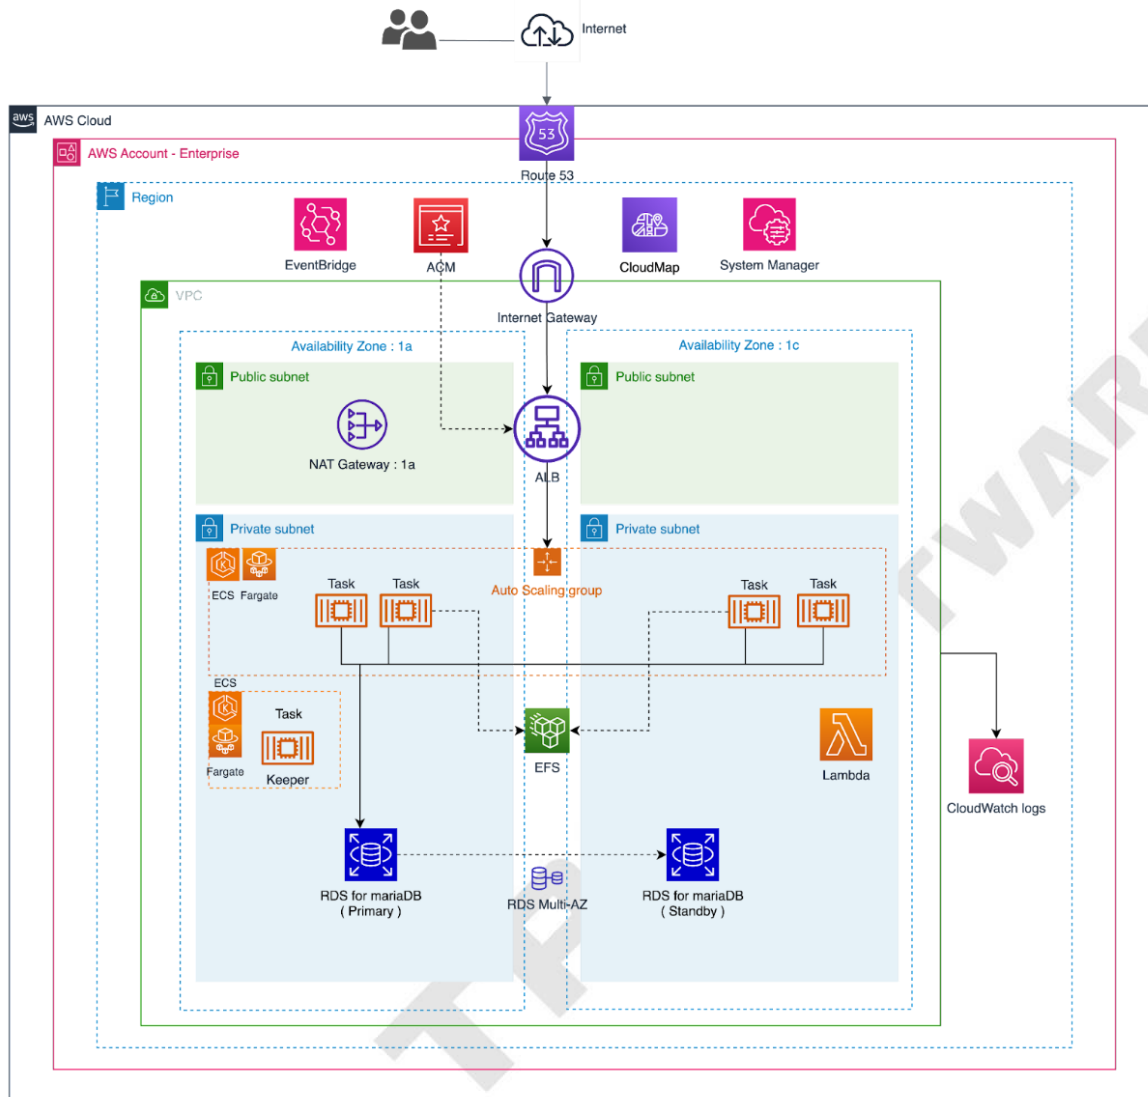 Internet
aws
AWS Cloud
AWS Account - Enterprise
53
Route 53
Region
EventBridge
ACM
CloudMap
System Manager
VPC
Internet Gateway
Availability Zone : 1a
Availability Zone : 1c
Public subnet
Public subnet
NAT Gateway : 1a
ALB
Private subnet
Private subnet
ECS
Fargate
Task
Task
Auto Scaling group
Task
Task
ECS
Task
Fargate
Keeper
EFS
Lambda
CloudWatch logs
RDS for mariaDB
( Primary )
RDS Multi-AZ
RDS for mariaDB
( Standby )